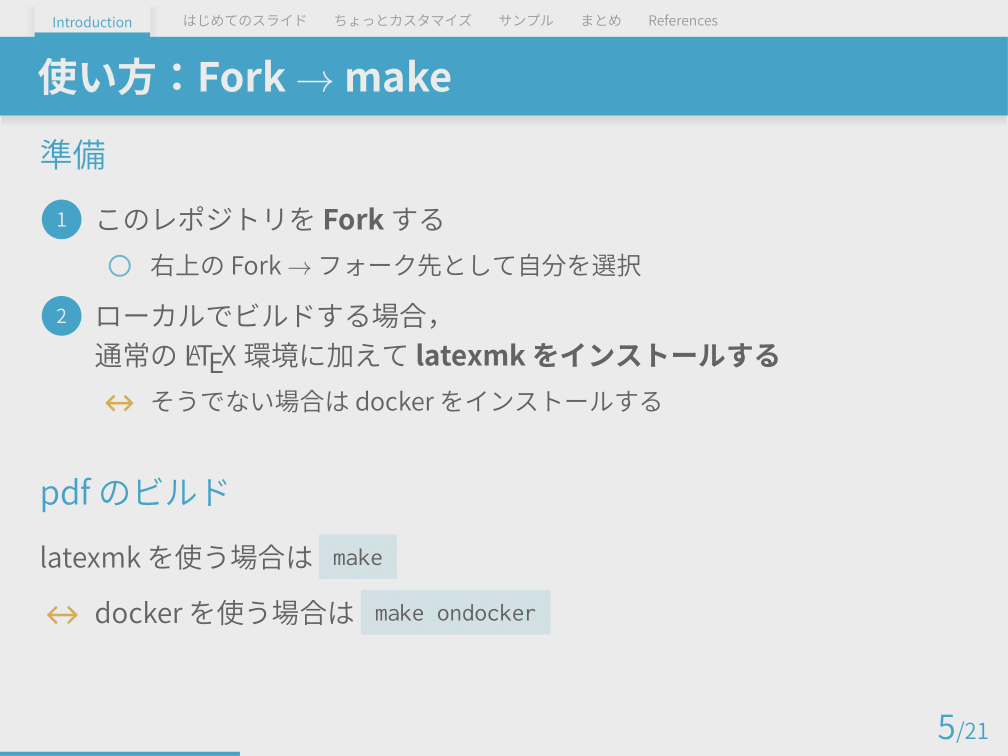 Introduction はじめてのスライド ちょっとカスタマイズ サンプル まとめ References
使い方：Fork → make
準備
1 このレポジトリを Fork する
○ 右上の Fork → フォーク先として自分を選択
2 ローカルでビルドする場合，
通常の LATEX 環境に加えて latexmk をインストールする
↔ そうでない場合は docker をインストールする
pdf のビルド
latexmk を使う場合は make
↔ docker を使う場合は make ondocker
5/21